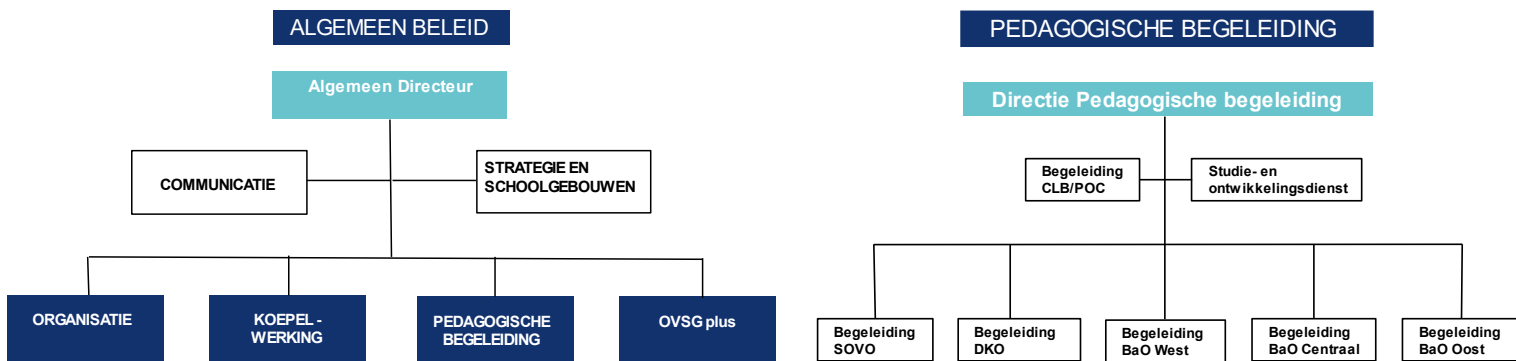 ALGEMEEN BELEID
Algemeen Directeur
COMMUNICATIE
STRATEGIE EN
SCHOOLGEBOUWEN
ORGANISATIE
KOEPEL -
WERKING
PEDAGOGISCHE
BEGELEIDING
OVSG plus
PEDAGOGISCHE BEGELEIDING
Directie Pedagogische begeleiding
Begeleiding
CLB/POC
Studie- en
ontwikkelingsdienst
Begeleiding
SOVO
Begeleiding
DKO
Begeleiding
BaO West
Begeleiding
BaO Centraal
Begeleiding
BaO Oost